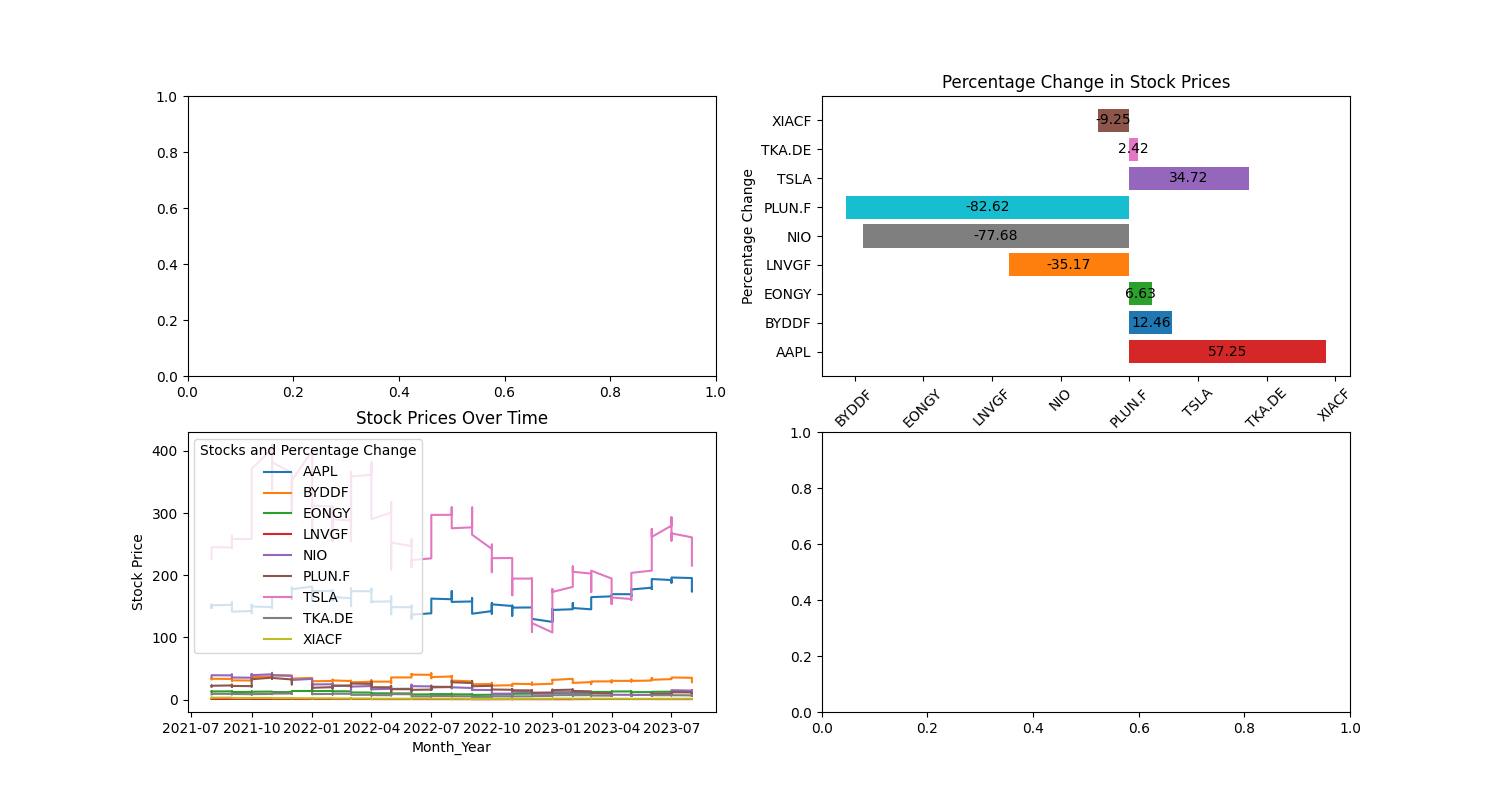 1.0
0.8
0.6
0.4
0.2
0.0
0.0 0.2 0.4 0.6 0.8 1.0
Percentage Change in Stock Prices
Percentage Change
XIACF -9.25
TKA.DE 2.42
TSLA 34.72
PLUN.F -82.62
NIO -77.68
LNVGF -35.17
EONGY 6.63
BYDDF 12.46
AAPL 57.25
BYDDF EONGY LNVGF NIO PLUN.F TSLA TKA.DE XIACF
Stock Prices Over Time
Stock Price
400
300
200
100
0
Stocks and Percentage Change
AAPL
BYDDF
EONGY
LNVGF
NIO
PLUN.F
TSLA
TKA.DE
XIACF
2021-07 2021-10 2022-01 2022-04 2022-07 2022-10 2023-01 2023-04 2023-07
Month_Year
1.0
0.8
0.6
0.4
0.2
0.0
0.0 0.2 0.4 0.6 0.8 1.0